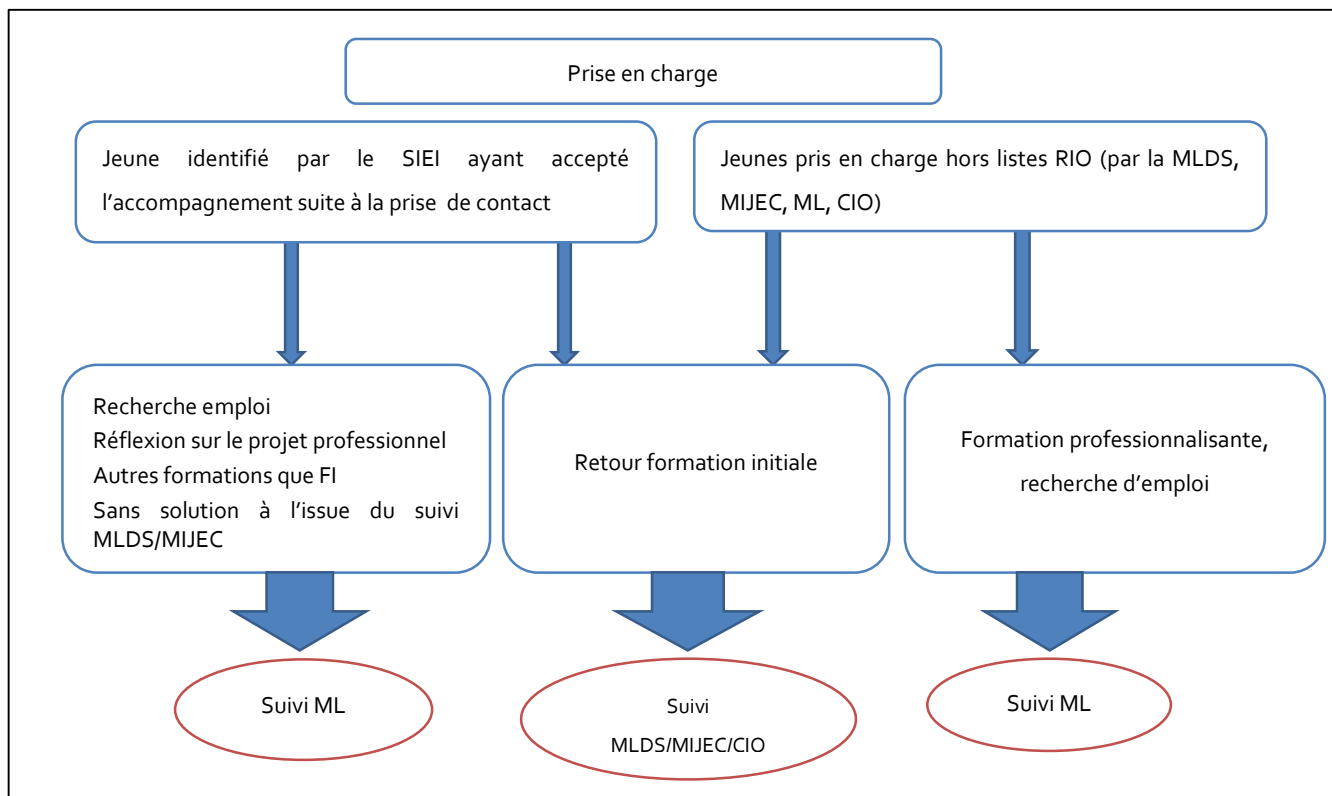 Prise en charge
Jeune identifié par le SIEI ayant accepté
l'accompagnement suite à la prise de contact
Jeunes pris en charge hors listes RIO (par la MLDS,
MIJEC, ML, CIO)
Recherche emploi
Réflexion sur le projet professionnel
Autres formations que FI
Sans solution à l'issue du suivi
MLDS/MIJEC
Retour formation initiale
Formation professionnalisante,
recherche d'emploi
Suivi ML
Suivi
MLDS/MIJEC/CIO
Suivi ML